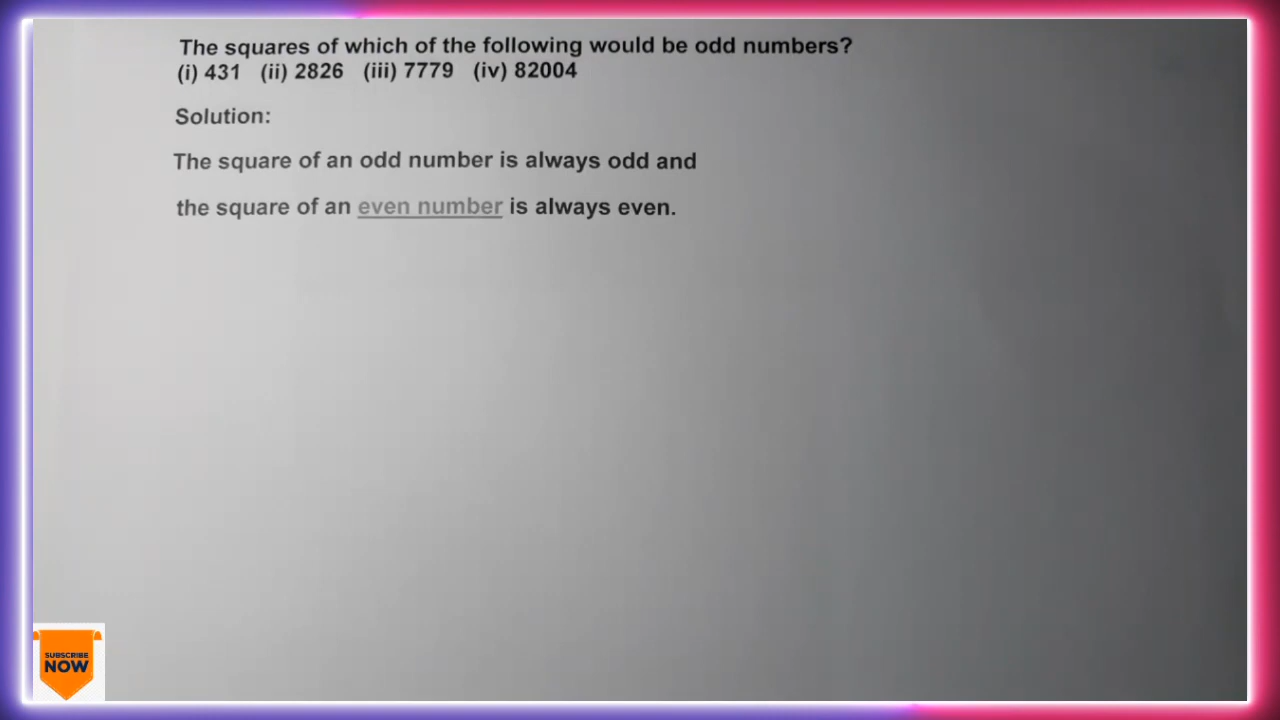 The squares of which of the following would be odd numbers?
(i) 431 (ii) 2826 (iii) 7779 (iv) 82004
Solution:
The square of an odd number is always odd and
the square of an even number is always even.
SUBSCRIBE
NOW